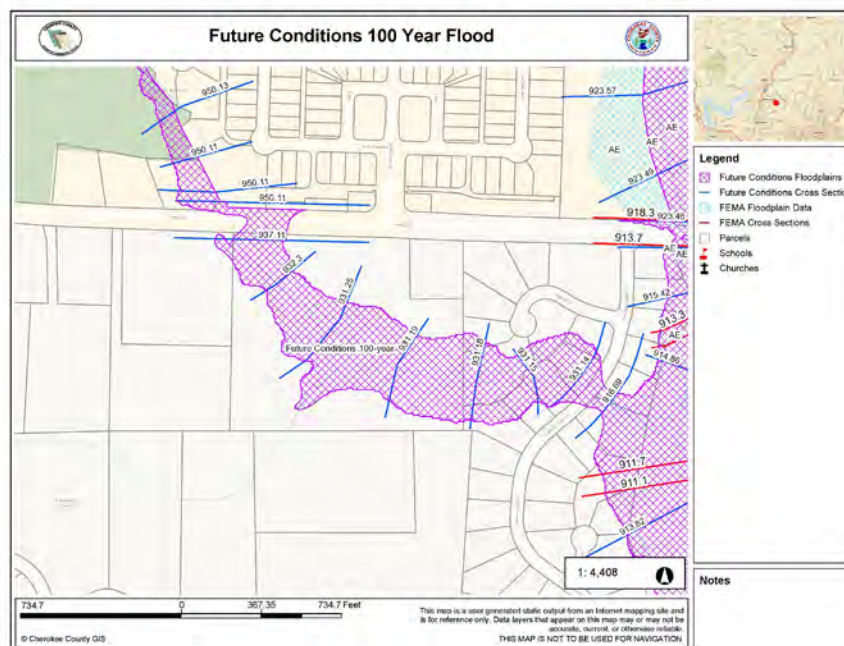 Future Conditions 100 Year Flood
950.13
923.57
AE
AE
AE
950.11
923.49
950.11
950.11
918.3
923.46
937.11
913.7
AE
AE
932.3
931.25
915.42
913.3
AE
Future Conditions 100-year
931.19
931.18
931.15
931.14
914.86
916.69
911.7
911.1
913.82
1: 4,408
Legend
Future Conditions Floodplains
Future Conditions Cross Secti
FEMA Floodplain Data
FEMA Cross Sections
Parcels
Schools
Churches
Notes
734.7
0
367.35
734.7 Feet
This map is a user generated static output from an Internet mapping site and
is for reference only. Data layers that appear on this map may or may not be
accurate, current, or otherwise reliable.
© Cherokee County GIS
THIS MAP IS NOT TO BE USED FOR NAVIGATION